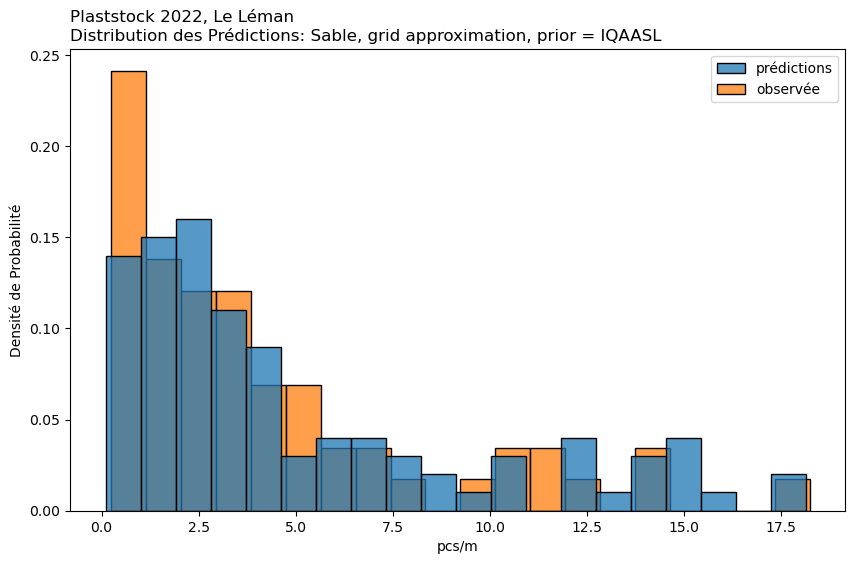 Plaststock 2022, Le Léman
Distribution des Prédictions: Sable, grid approximation, prior = IQAASL
prédictions
observée
Densité de Probabilité
0.25
0.20
0.15
0.10
0.05
0.00
0.0 2.5 5.0 7.5 10.0 12.5 15.0 17.5
pcs/m